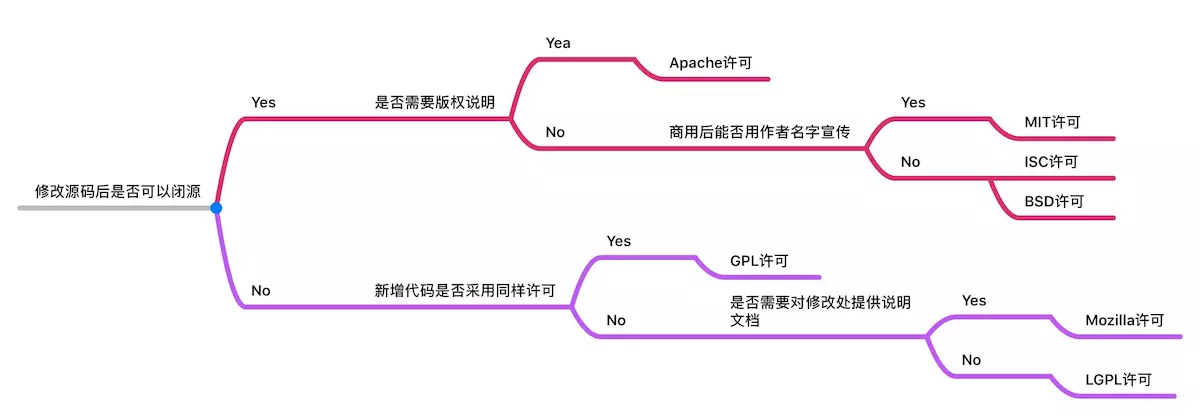 修改源码后是否可以闭源
Yes
是否需要版权说明
Yea
Apache许可
No
商用后能否用作者名字宣传
Yes
MIT许可
No
ISC许可
BSD许可
No
新增代码是否采用同样许可
Yes
GPL许可
No
是否需要对修改处提供说明
文档
Yes
Mozilla许可
No
LGPL许可